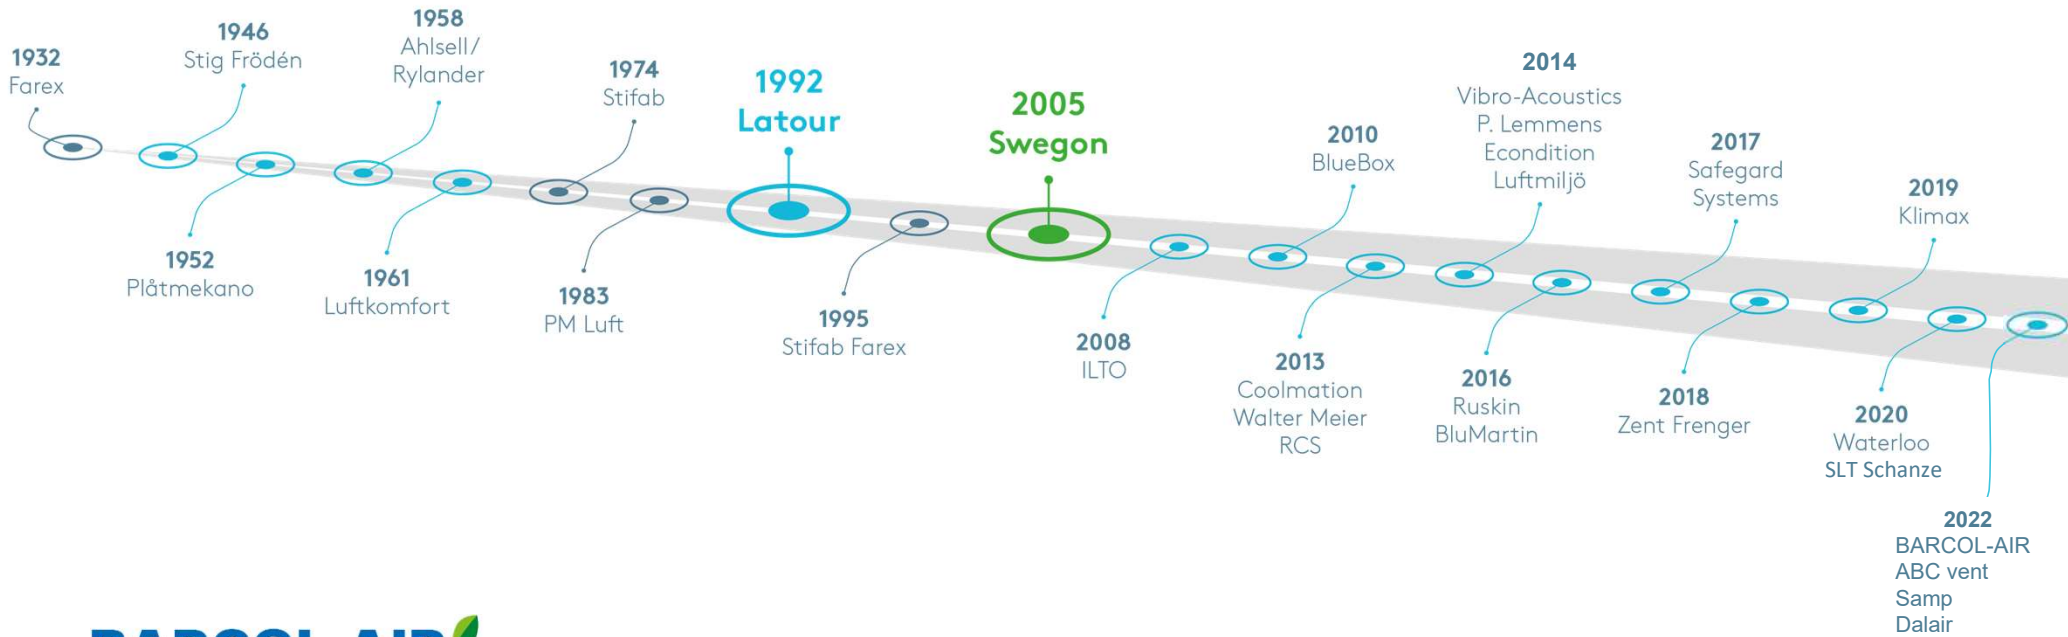 1932
Farex
1946
Stig Frödén
1952
Plåtmekano
1958
Ahlsell/
Rylander
1961
Luftkomfort
1974
Stifab
1983
PM Luft
1992
Latour
1995
Stifab Farex
2005
Swegon
2008
ILTO
2010
BlueBox
2013
Coolmation
Walter Meier
RCS
2014
Vibro-Acoustics
P. Lemmens
Econdition
Luftmiljö
2016
Ruskin
BluMartin
2017
Safegard
Systems
2018
Zent Frenger
2019
Klimax
2020
Waterloo
SLT Schanze
2022
BARCOL-AIR
ABC vent
Samp
Dalair
BARCOL-AIR